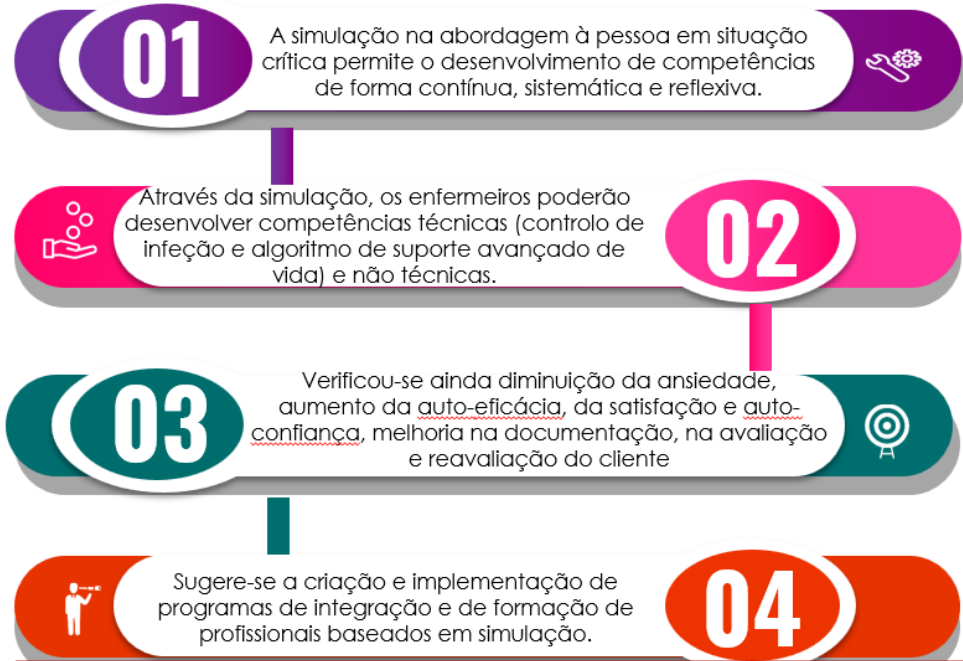 01
A simulação na abordagem à pessoa em situação
crítica permite o desenvolvimento de competências
de forma contínua, sistemática e reflexiva.
Através da simulação, os enfermeiros poderão
desenvolver competências técnicas (controlo de
infeção e algoritmo de suporte avançado de
vida) e não técnicas.
02
03
Verificou-se ainda diminuição da ansiedade,
aumento da auto-eficácia, da satisfação e auto-
confiança, melhoria na documentação, na avaliação
e reavaliação do cliente
Sugere-se a criação e implementação de
programas de integração e de formação de
profissionais baseados em simulação.
04